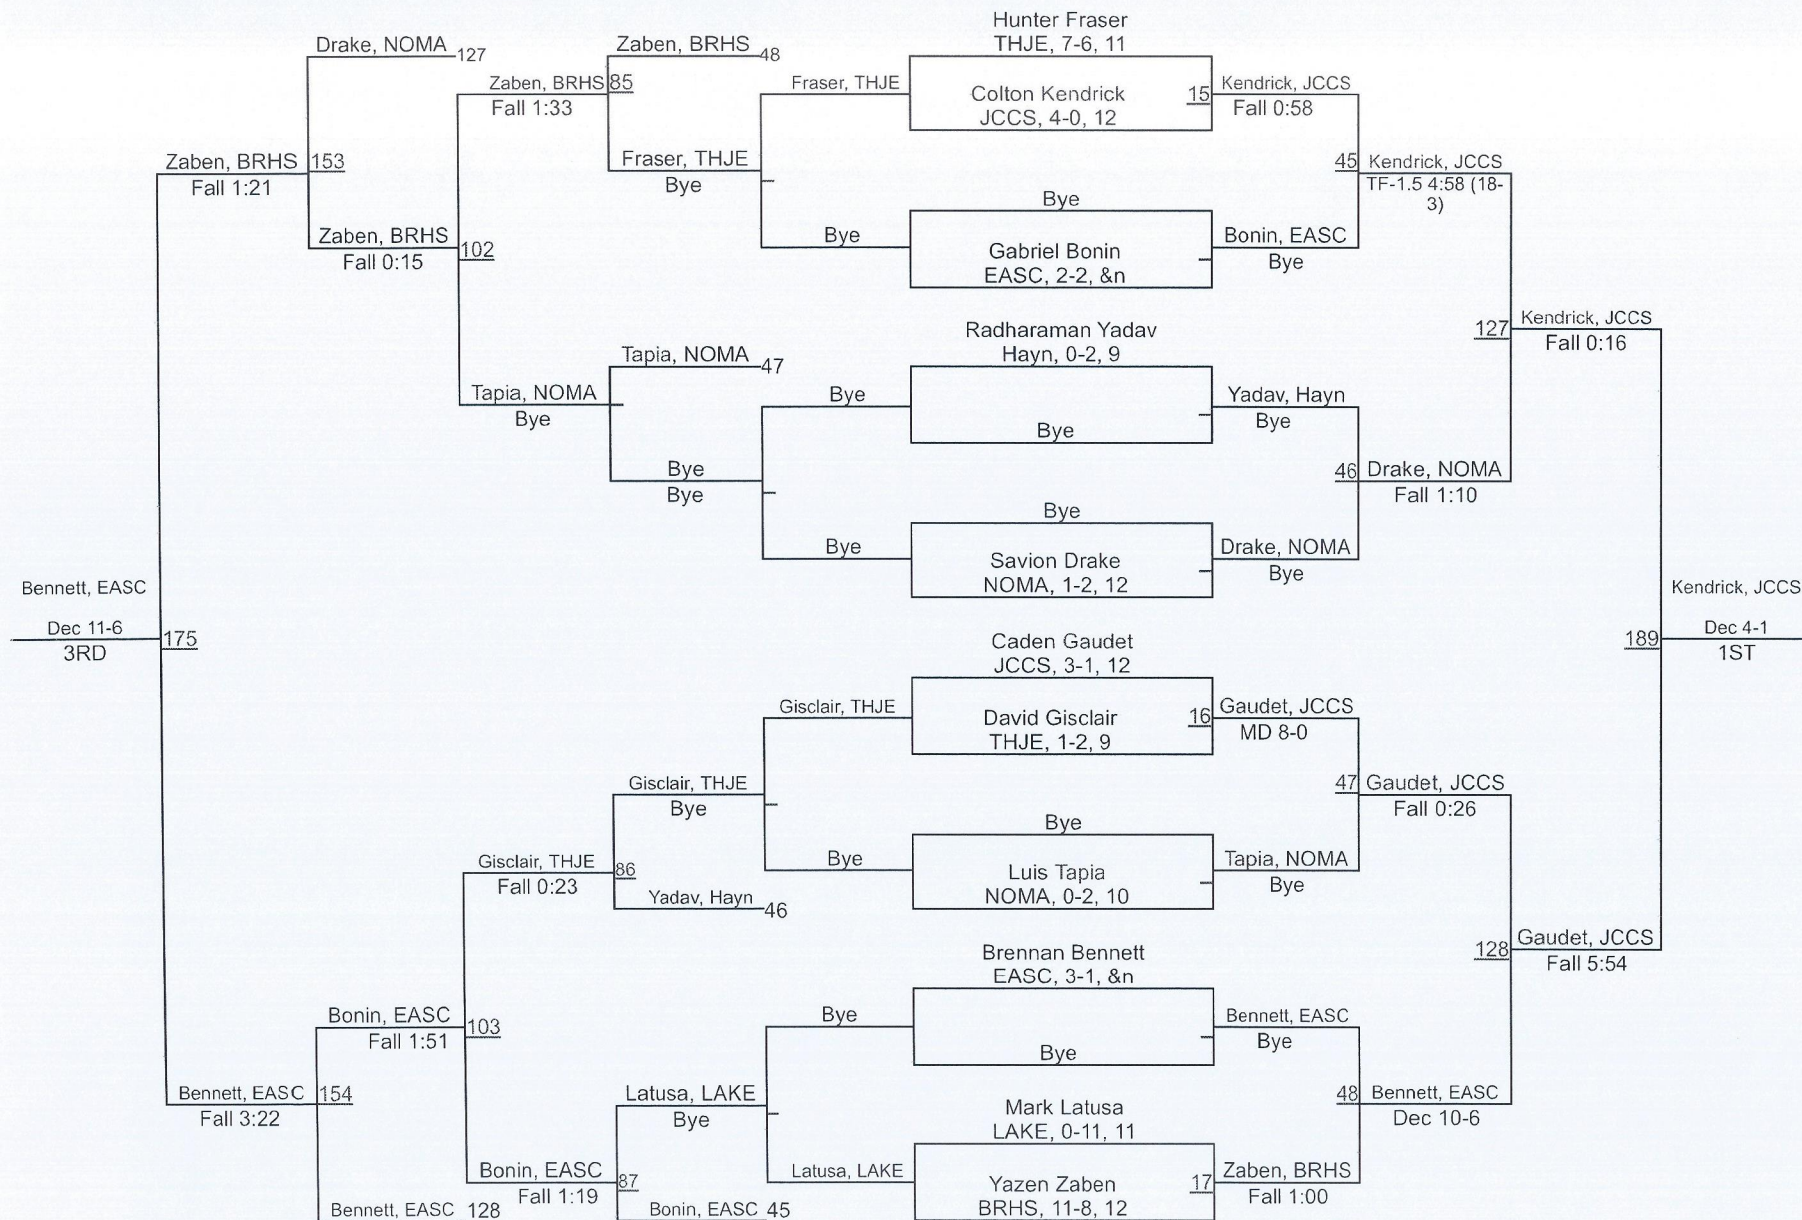 Hunter Fraser
THJE, 7-6, 11
Drake, NOMA 127
Zaben, BRHS 48
Zaben, BRHS 85
Fall 1:33
Fraser, THJE
Colton Kendrick
JCCS, 4-0, 12
15
Kendrick, JCCS
Fall 0:58
Zaben, BRHS 153
Fall 1:21
Fraser, THJE
Bye
45 Kendrick, JCCS
TF-1.5 4:58 (18-
3)
Bye
Zaben, BRHS 102
Fall 0:15
Bye
Gabriel Bonin
EASC, 2-2, &n
Bonin, EASC
Bye
Radharaman Yadav
Hayn, 0-2, 9
127 Kendrick, JCCS
Fall 0:16
Tapia, NOMA 47
Tapia, NOMA
Bye
Bye
Bye
Yadav, Hayn
Bye
Bye
Bye
46 Drake, NOMA
Fall 1:10
Bye
Bye
Savion Drake
NOMA, 1-2, 12
Drake, NOMA
Bye
Bennett, EASC
Dec 11-6
3RD
175
Kendrick, JCCS
189
Dec 4-1
1ST
Caden Gaudet
JCCS, 3-1, 12
Gisclair, THJE
David Gisclair
THJE, 1-2, 9
16 Gaudet, JCCS
MD 8-0
Gisclair, THJE
Bye
47 Gaudet, JCCS
Fall 0:26
Bye
Gisclair, THJE 86
Fall 0:23
Bye
Luis Tapia
NOMA, 0-2, 10
Tapia, NOMA
Bye
Yadav, Hayn 46
Brennan Bennett
EASC, 3-1, &n
128 Gaudet, JCCS
Fall 5:54
Bonin, EASC 103
Fall 1:51
Bye
Bye
Bennett, EASC
Bye
Bennett, EASC 154
Fall 3:22
Latusa, LAKE
Bye
Mark Latusa
LAKE, 0-11, 11
48 Bennett, EASC
Dec 10-6
Bonin, EASC 87
Fall 1:19
Latusa, LAKE
Yazen Zaben
BRHS, 11-8, 12
17 Zaben, BRHS
Fall 1:00
Bennett, EASC 128
Bonin, EASC 45